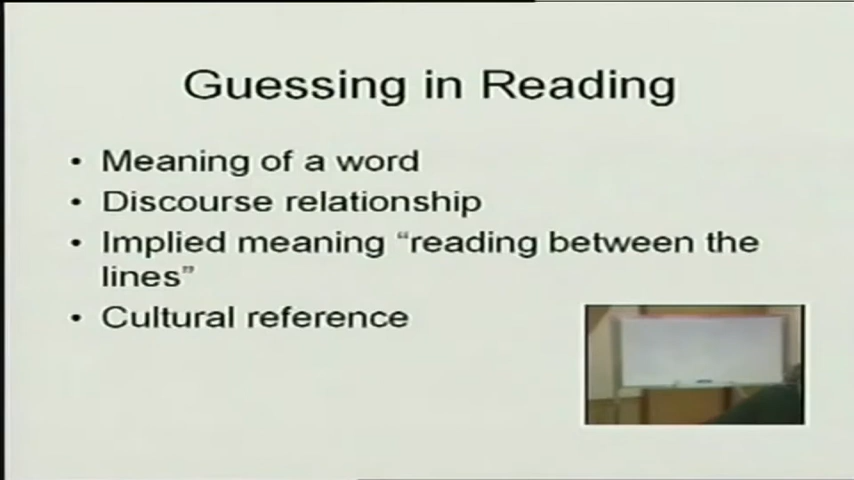 Guessing in Reading
• Meaning of a word
• Discourse relationship
• Implied meaning “reading between the
lines”
• Cultural reference